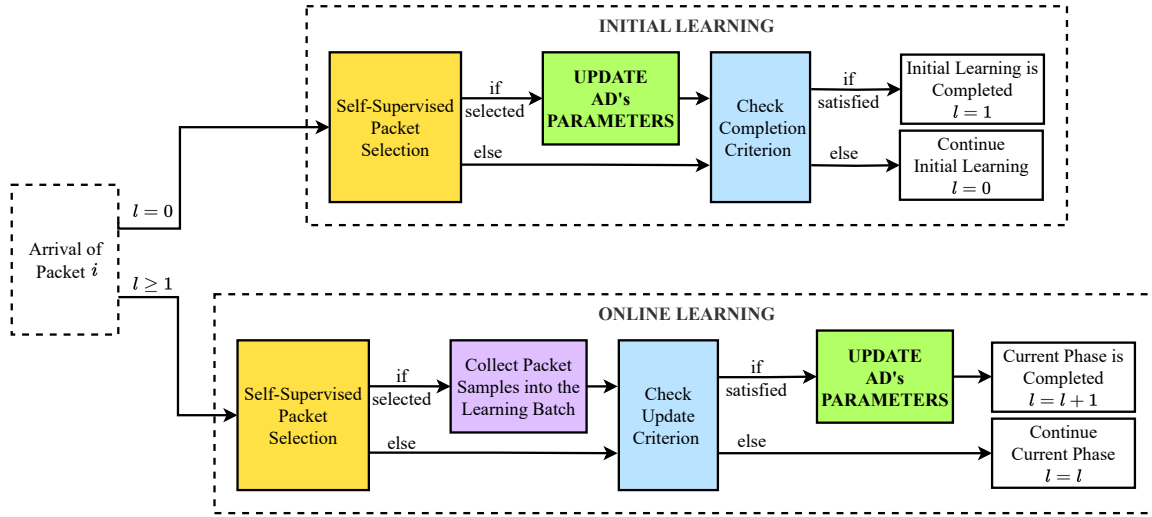 INITIAL LEARNING
Self-Supervised
Packet
Selection
if
selected
else
UPDATE
AD's
PARAMETERS
Check
Completion
Criterion
if
satisfied
else
Initial Learning is
Completed
l = 1
Continue
Initial Learning
l = 0
Arrival of
Packet i
l = 0
l ≥ 1
ONLINE LEARNING
Self-Supervised
Packet
Selection
if
selected
else
Collect Packet
Samples into the
Learning Batch
Check
Update
Criterion
if
satisfied
else
UPDATE
AD's
PARAMETERS
Current Phase is
Completed
l = l + 1
Continue
Current Phase
l = l